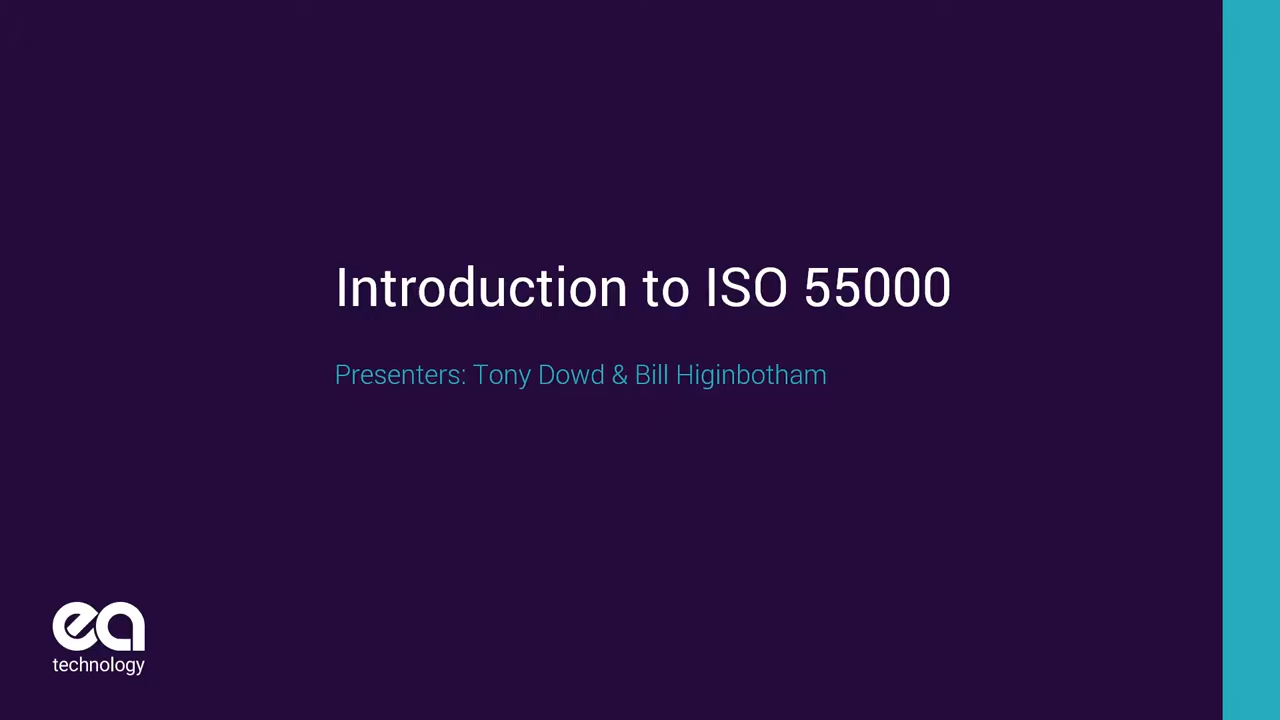 Introduction to ISO 55000
Presenters: Tony Dowd & Bill Higinbotham
ea
technology